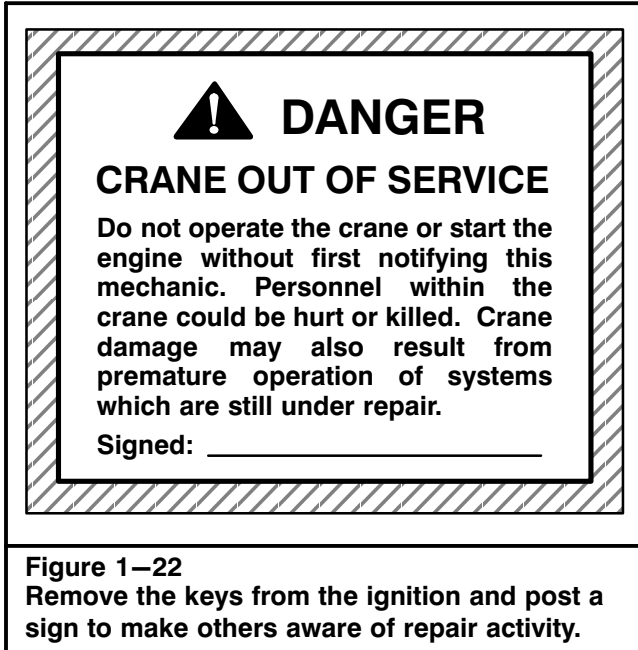 DANGER
CRANE OUT OF SERVICE
Do not operate the crane or start the
engine without first notifying this
mechanic. Personnel within the
crane could be hurt or killed. Crane
damage may also result from
premature operation of systems
which are still under repair.
Signed:
Figure 1—22
Remove the keys from the ignition and post a
sign to make others aware of repair activity.